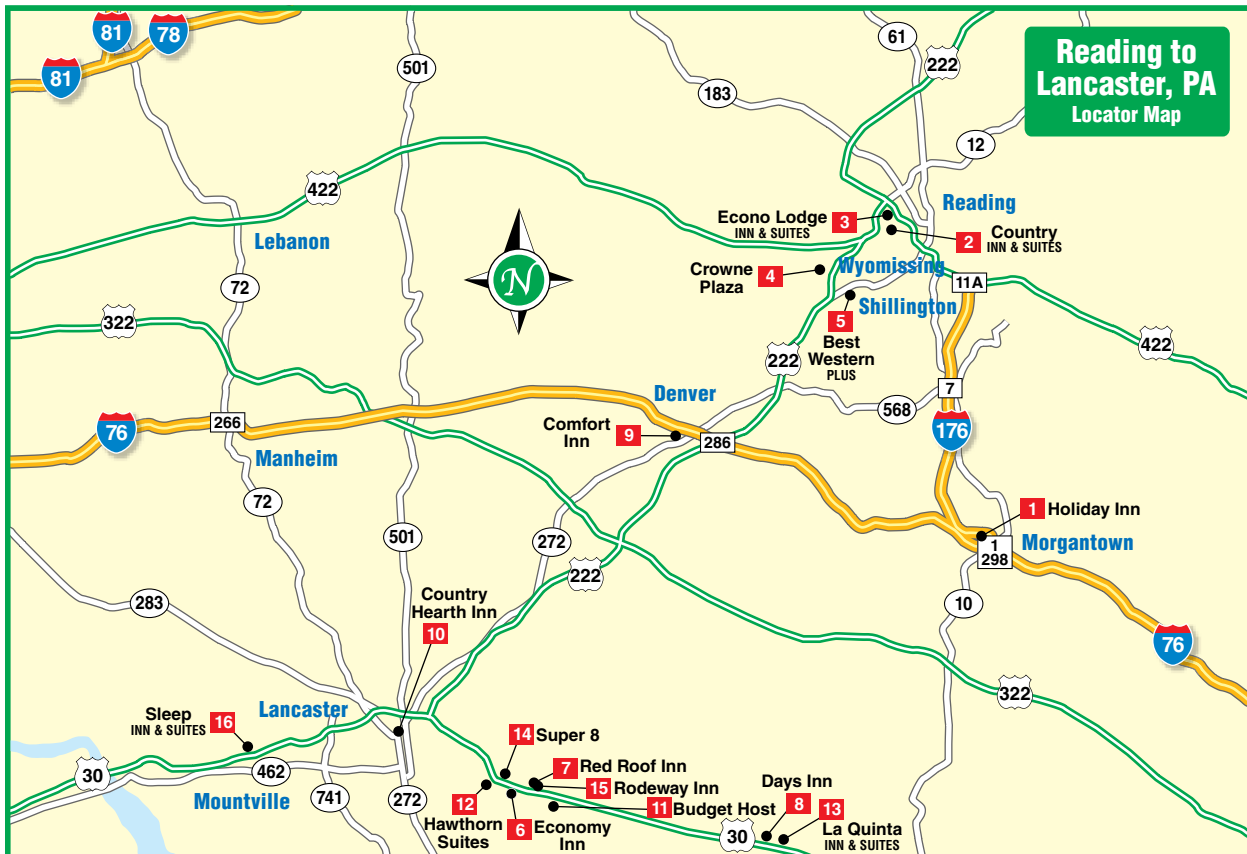 81
78
81
501
61
222
183
12
Reading to
Lancaster, PA
Locator Map
422
Lebanon
Reading
Econo Lodge
INN & SUITES
3
2
Country
INN & SUITES
Crowne
Plaza
4
Wyomissing
11A
N
72
5
Shillington
322
Best
Western
PLUS
222
422
Denver
7
568
266
76
Comfort
Inn
9
286
176
Manheim
72
1
Holiday Inn
501
272
1
298
Morgantown
222
283
Country
Hearth Inn
10
10
76
322
Lancaster
Sleep
INN & SUITES
16
14
Super 8
7
Red Roof Inn
30
462
15
Rodeway Inn
Days Inn
Mountville
741
272
12
Hawthorn
Suites
6
Economy
Inn
11
Budget Host
8
13
30
La Quinta
INN & SUITES